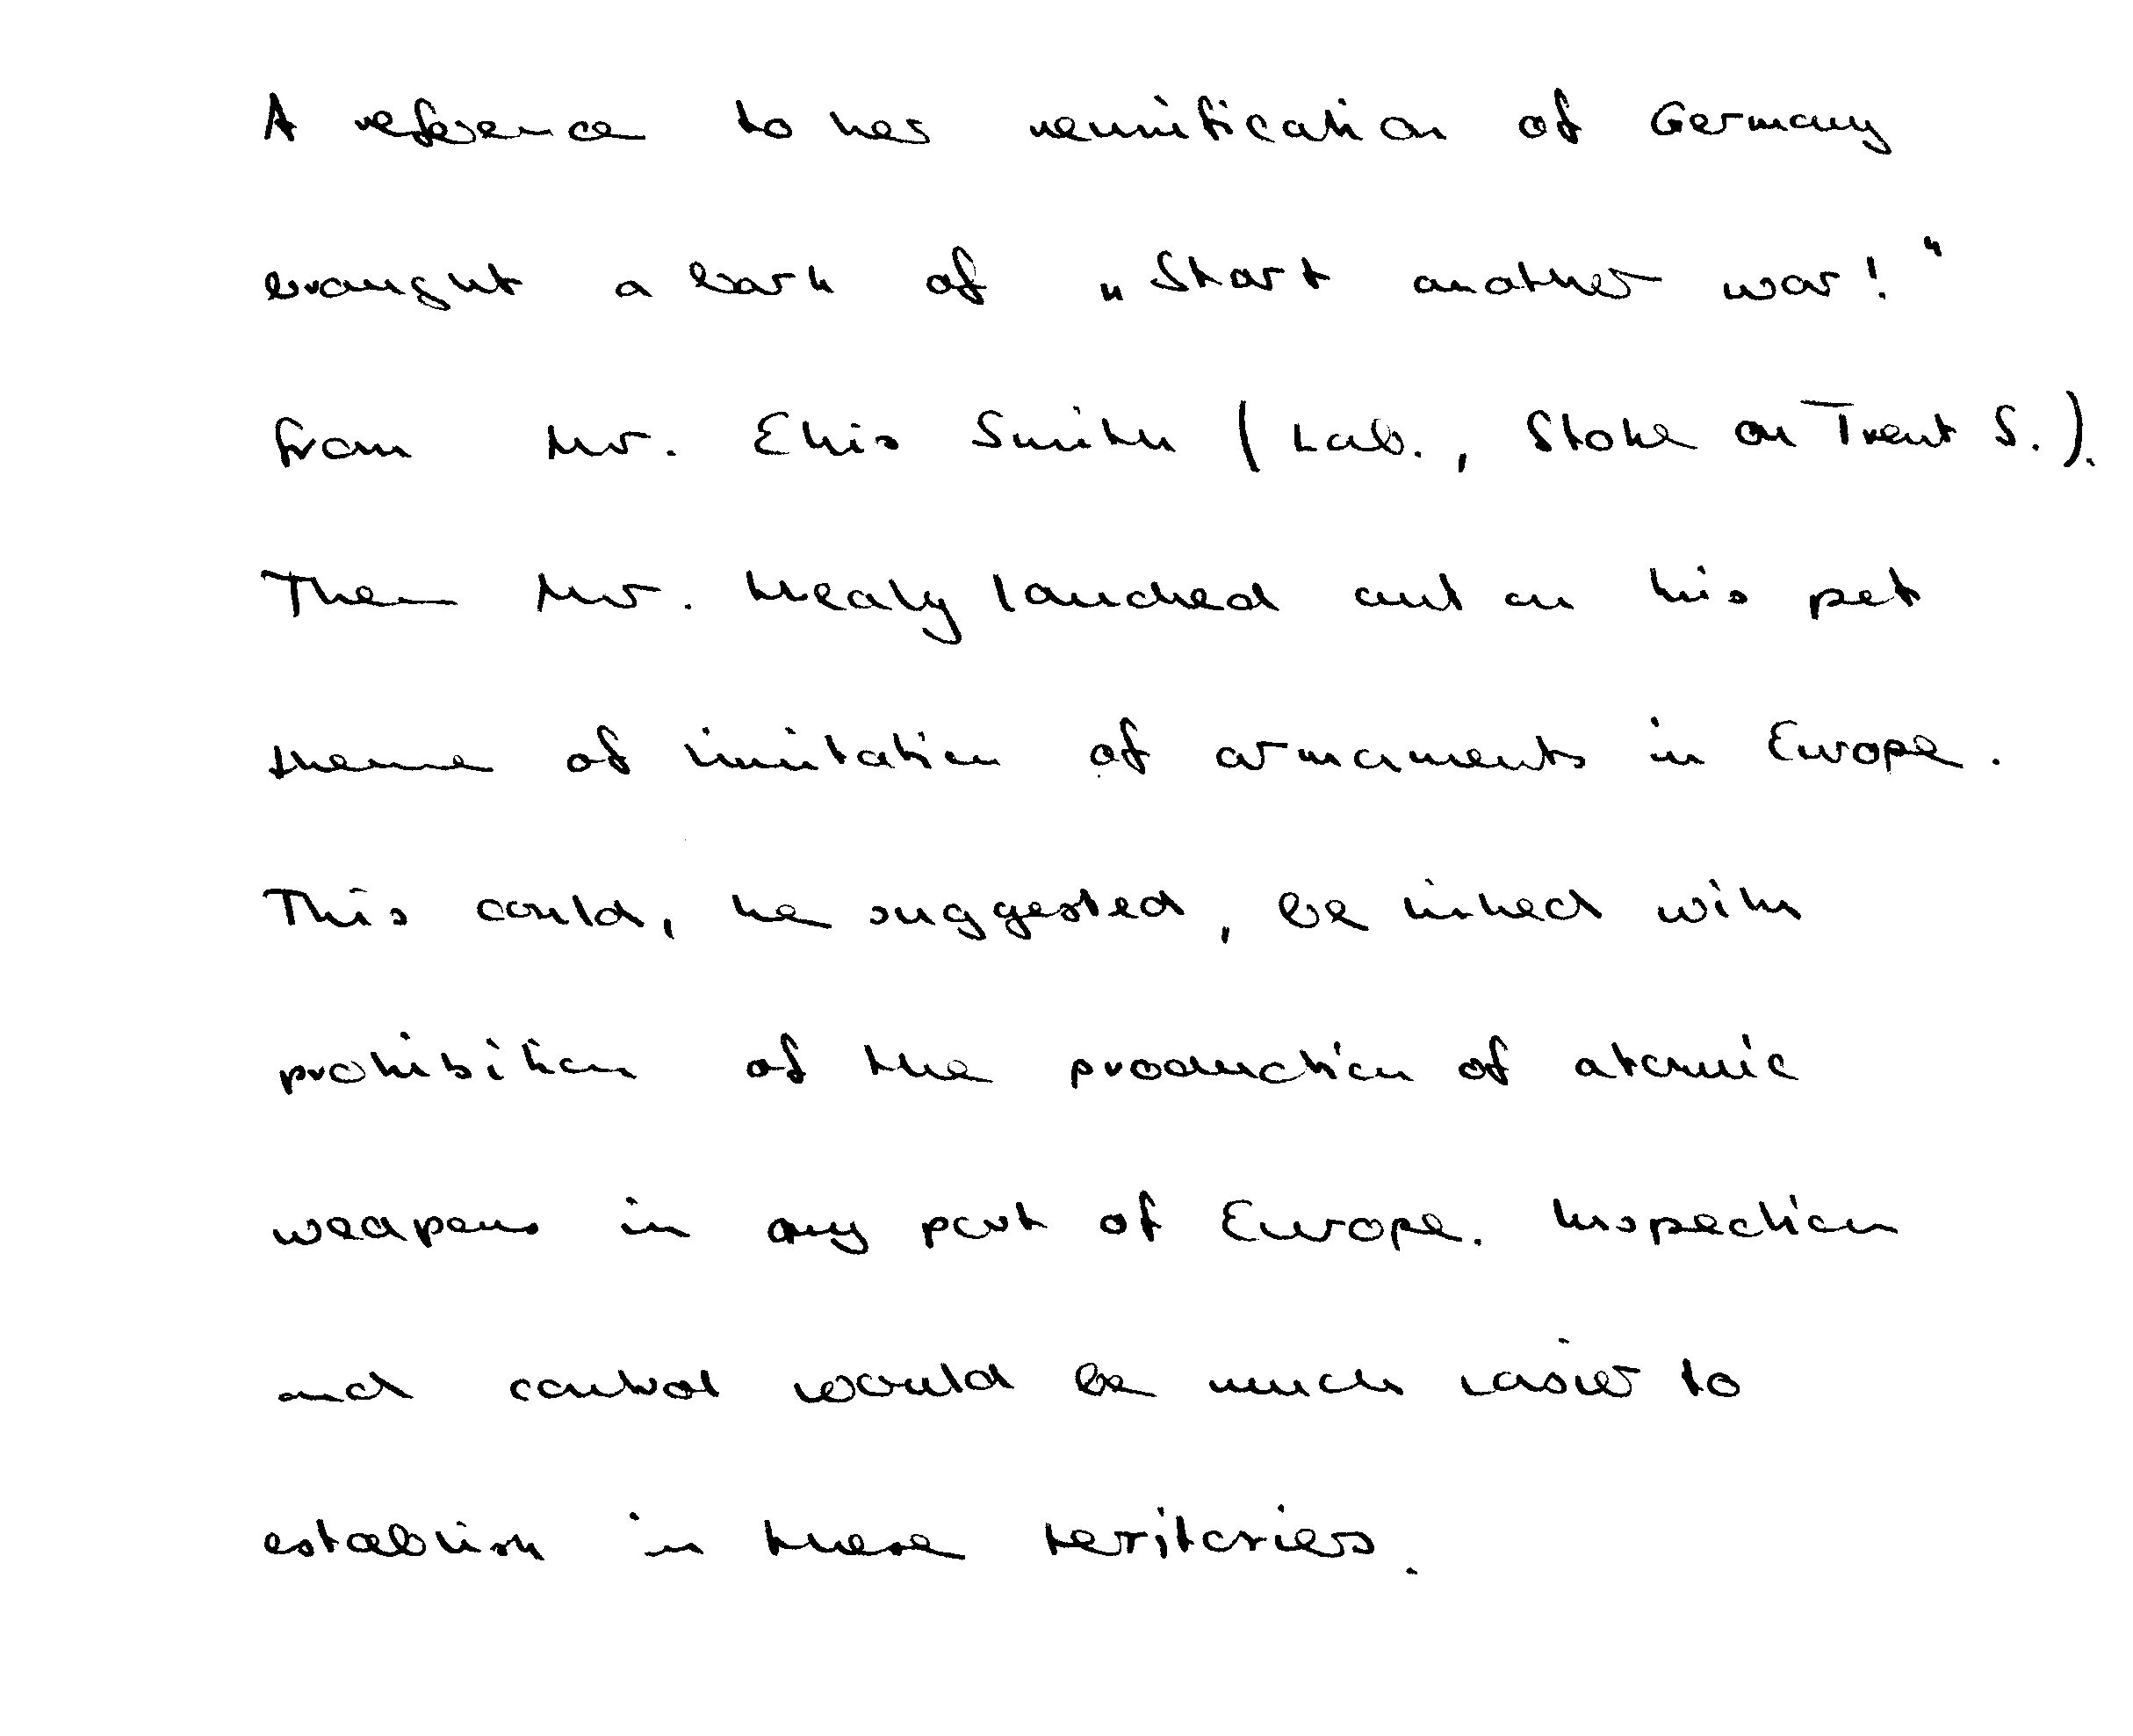 A reference to hes reunification of Germany
brought a bark of „Start another war!“
from Mr. Ellis Smith (Lab., Stoke on Trent S.).
Then Mr. Healy lauched out on his pet
theme of limitation of armaments in Europe.
This could, he suggested, be linked with
prohibition of the production of atomic
weapons in any part of Europe. Inspection
and control would be much easier to
establish in these territories.